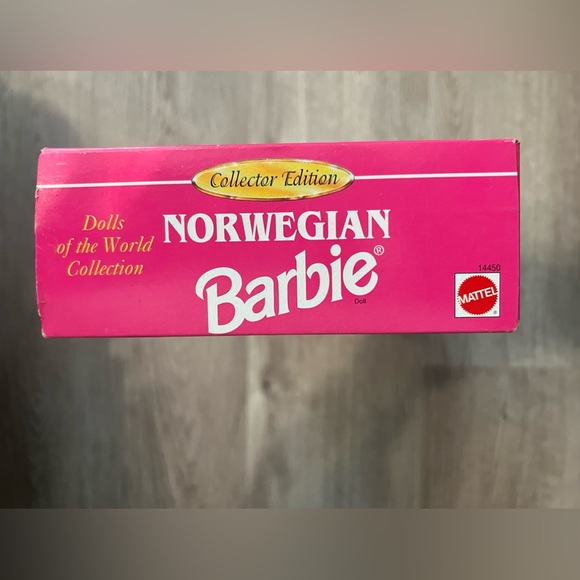 Collector Edition
Dolls
of the World
Collection
NORWEGIAN
Barbie®
Doll
14450
MATTEL
®